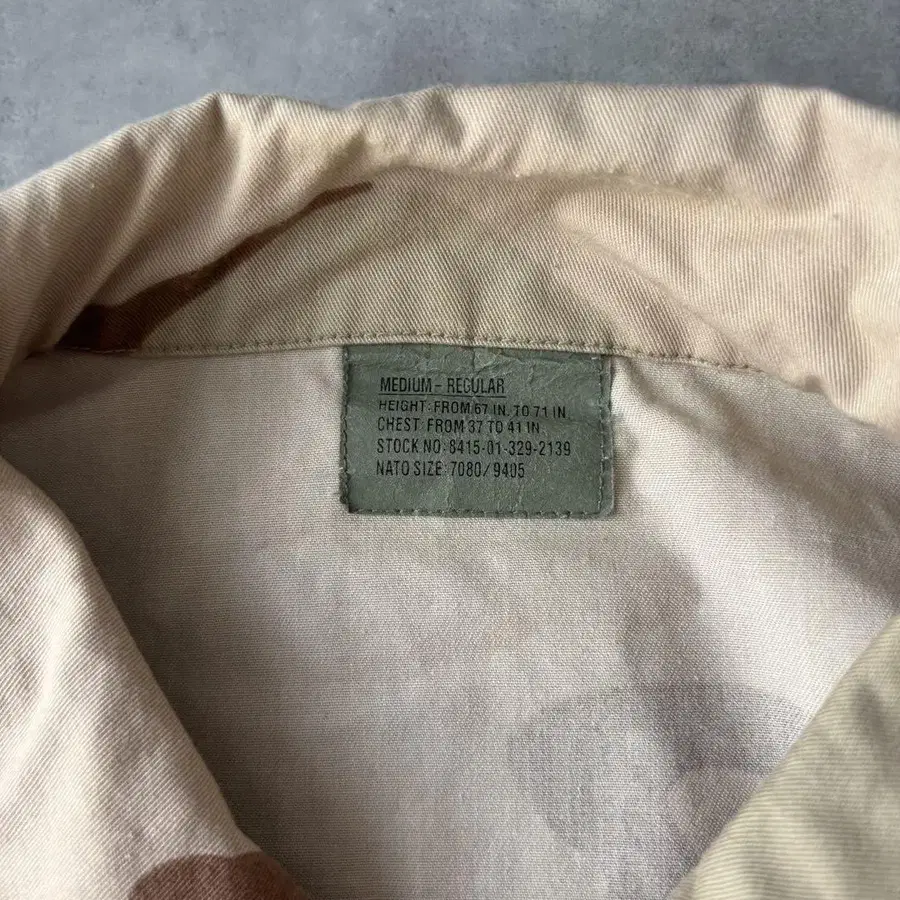 MEDIUM - REGULAR
HEIGHT: FROM 67 IN. TO 71 IN
CHEST: FROM 37 TO 41 IN
STOCK NO: 8415-01-329-2139
NATO SIZE: 7080/9405